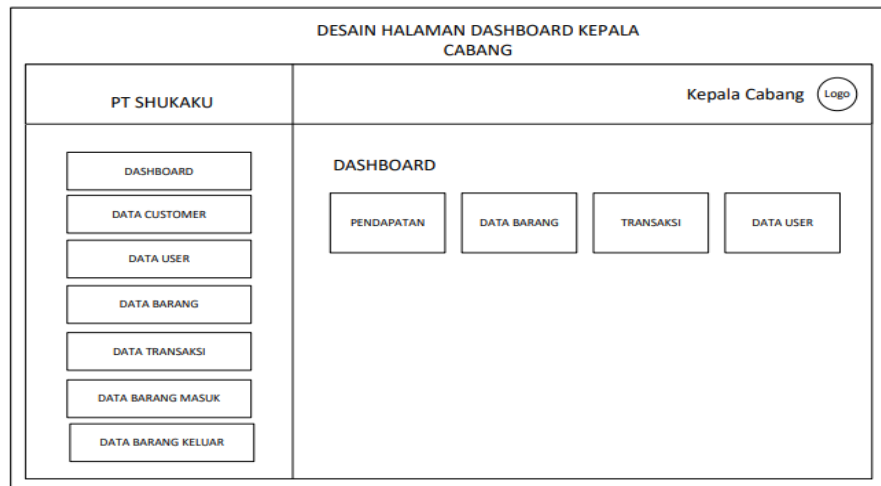 DESAIN HALAMAN DASHBOARD KEPALA
CABANG
PT SHUKAKU
Kepala Cabang
Logo
DASHBOARD
DATA CUSTOMER
DATA USER
DATA BARANG
DATA TRANSAKSI
DATA BARANG MASUK
DATA BARANG KELUAR
DASHBOARD
PENDAPATAN
DATA BARANG
TRANSAKSI
DATA USER